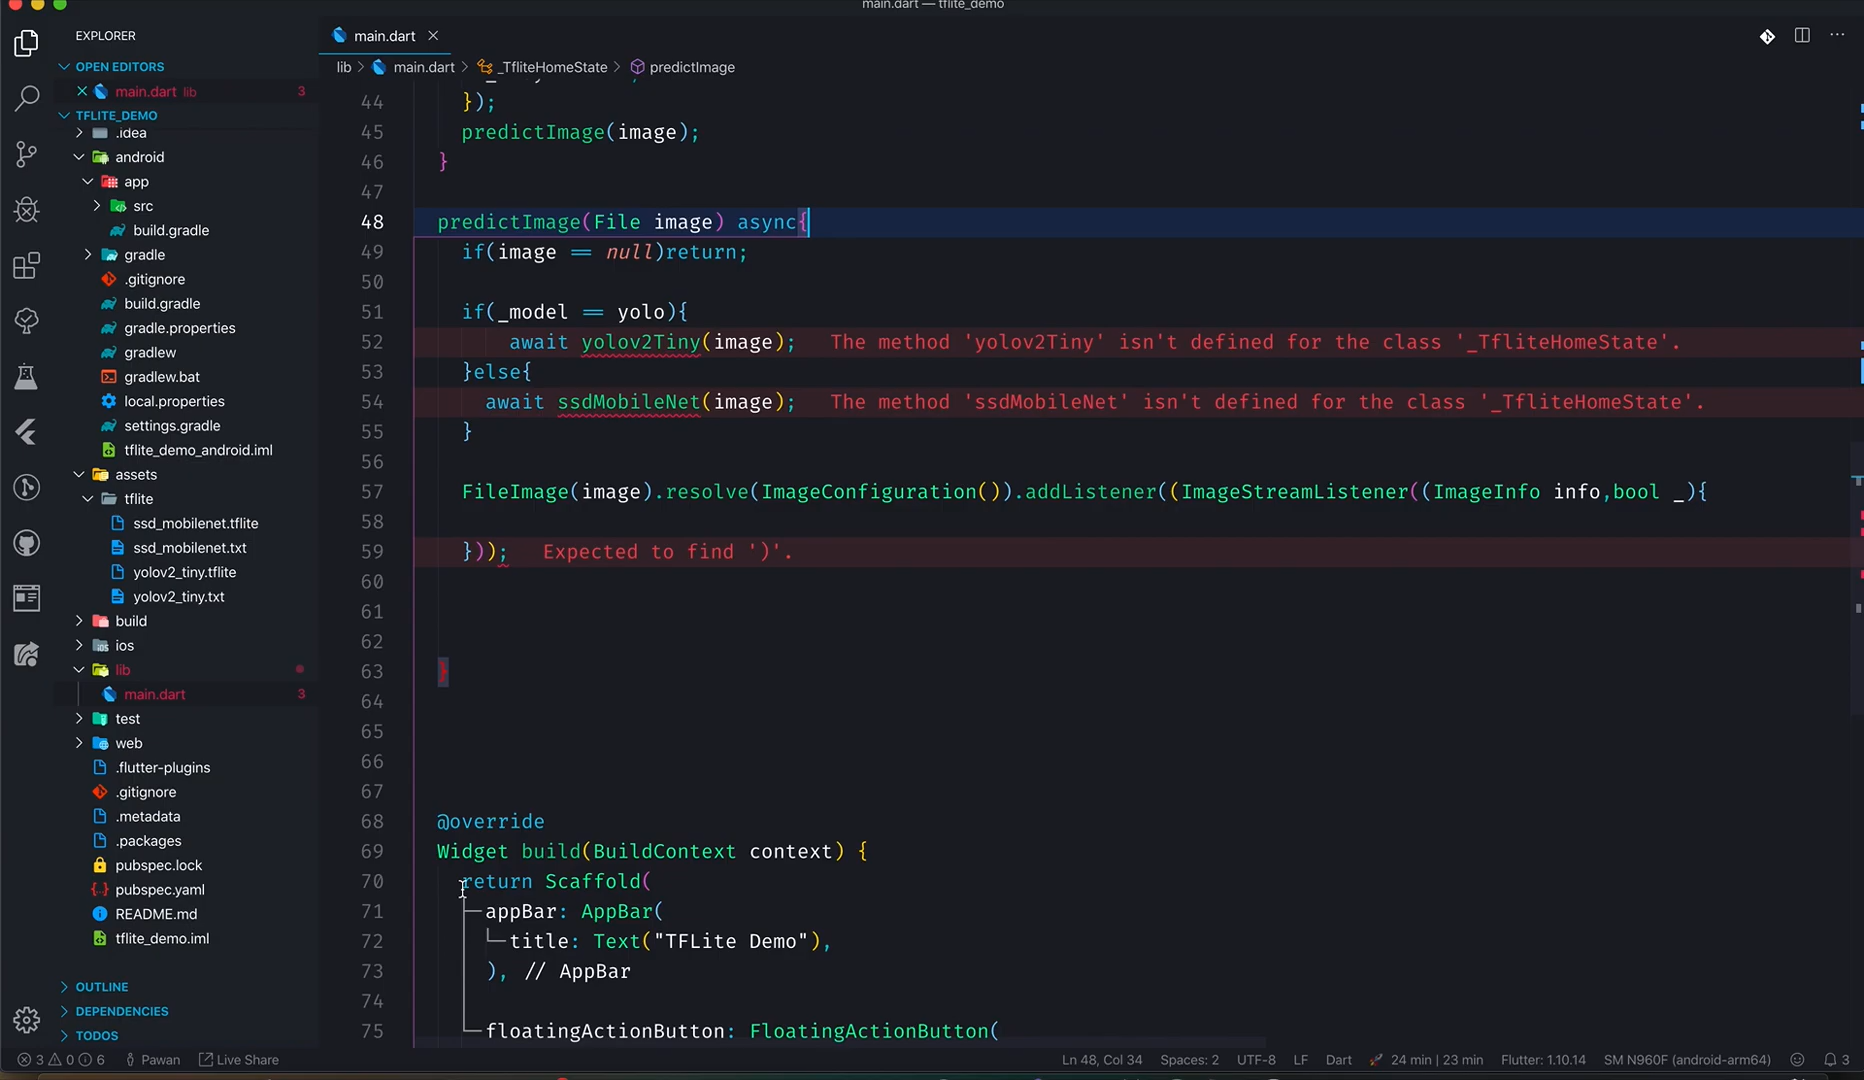 main.dart — tflite_demo
EXPLORER
OPEN EDITORS
main.dart lib 3
TFLITE_DEMO
.idea
android
app
src
build.gradle
gradle
.gitignore
build.gradle
gradle.properties
gradlew
gradlew.bat
local.properties
settings.gradle
tflite_demo_android.iml
assets
tflite
ssd_mobilenet.tflite
ssd_mobilenet.txt
yolov2_tiny.tflite
yolov2_tiny.txt
build
ios
lib
main.dart 3
test
web
.flutter-plugins
.gitignore
.metadata
.packages
pubspec.lock
pubspec.yaml
README.md
tflite_demo.iml
OUTLINE
DEPENDENCIES
TODOS
main.dart
lib > main.dart > _TfliteHomeState > predictImage
44 });
45 predictImage(image);
46 }
47
48 predictImage(File image) async{
49 if(image == null)return;
50
51 if(_model == yolo){
52 await yolov2Tiny(image); The method 'yolov2Tiny' isn't defined for the class '_TfliteHomeState'.
53 }else{
54 await ssdMobileNet(image); The method 'ssdMobileNet' isn't defined for the class '_TfliteHomeState'.
55 }
56
57 FileImage(image).resolve(ImageConfiguration()).addListener((ImageStreamListener((ImageInfo info,bool _){
58
59 })); Expected to find ')'.
60
61
62
63 }
64
65
66
67
68 @override
69 Widget build(BuildContext context) {
70 return Scaffold(
71 appBar: AppBar(
72 title: Text("TFLite Demo"),
73 ), // AppBar
74
75 floatingActionButton: FloatingActionButton(
3 0 6 Pawan Live Share Ln 48, Col 34 Spaces: 2 UTF-8 LF Dart 24 min | 23 min Flutter: 1.10.14 SM N960F (android-arm64) 3